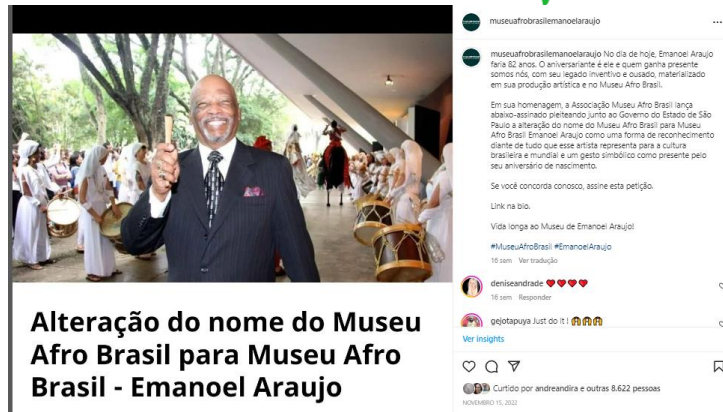 museuafrobrasilemanoelaraujo
museuafrobrasilemanoelaraujo No dia de hoje, Emanoel Araujo
faria 82 anos. O aniversariante é ele e quem ganha presente
somos nós, com seu legado inventivo e ousado, materializado
em sua produção artística e no Museu Afro Brasil.
Em sua homenagem, a Associação Museu Afro Brasil lança
abaixo-assinado pleiteando junto ao Governo do Estado de São
Paulo a alteração do nome do Museu Afro Brasil para Museu
Afro Brasil Emanoel Araujo como uma forma de reconhecimento
diante de tudo que esse artista representa para a cultura
brasileira e mundial e um gesto simbólico como presente pelo
seu aniversário de nascimento.
Se você concorda conosco, assine esta petição.
Link na bio.
Vida longa ao Museu de Emanoel Araujo!
#MuseuAfroBrasil #EmanoelAraujo
16 sem Ver tradução
deniseandrade ❤❤❤❤
16 sem Responder
gejotapuya Just do it !
Ver insights
Curtido por andreandira e outras 8.622 pessoas
NOVEMBRO 15, 2022
Alteração do nome do Museu
Afro Brasil para Museu Afro
Brasil - Emanoel Araujo